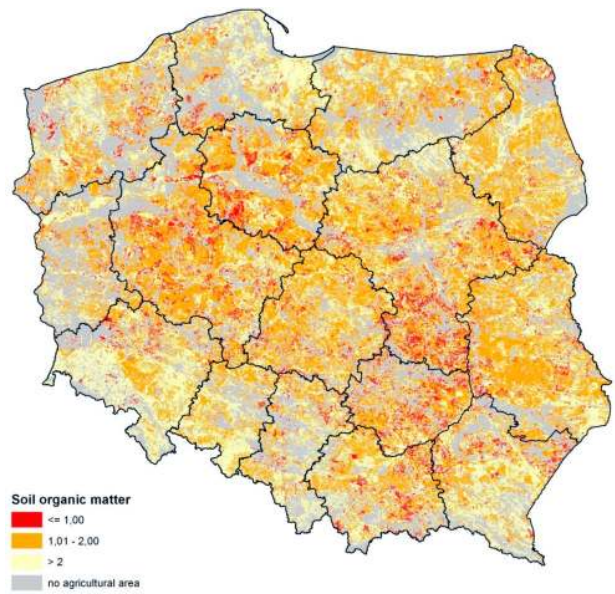 Soil organic matter
<= 1,00
1,01 - 2,00
> 2
no agricultural area